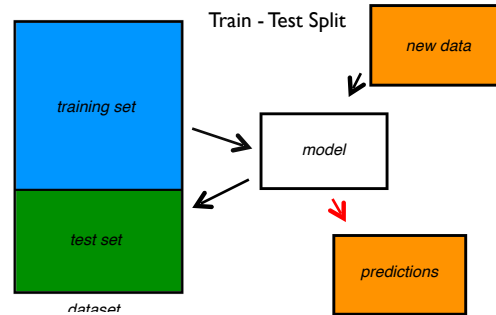 Train - Test Split
new data
training set
model
test set
predictions
dataset